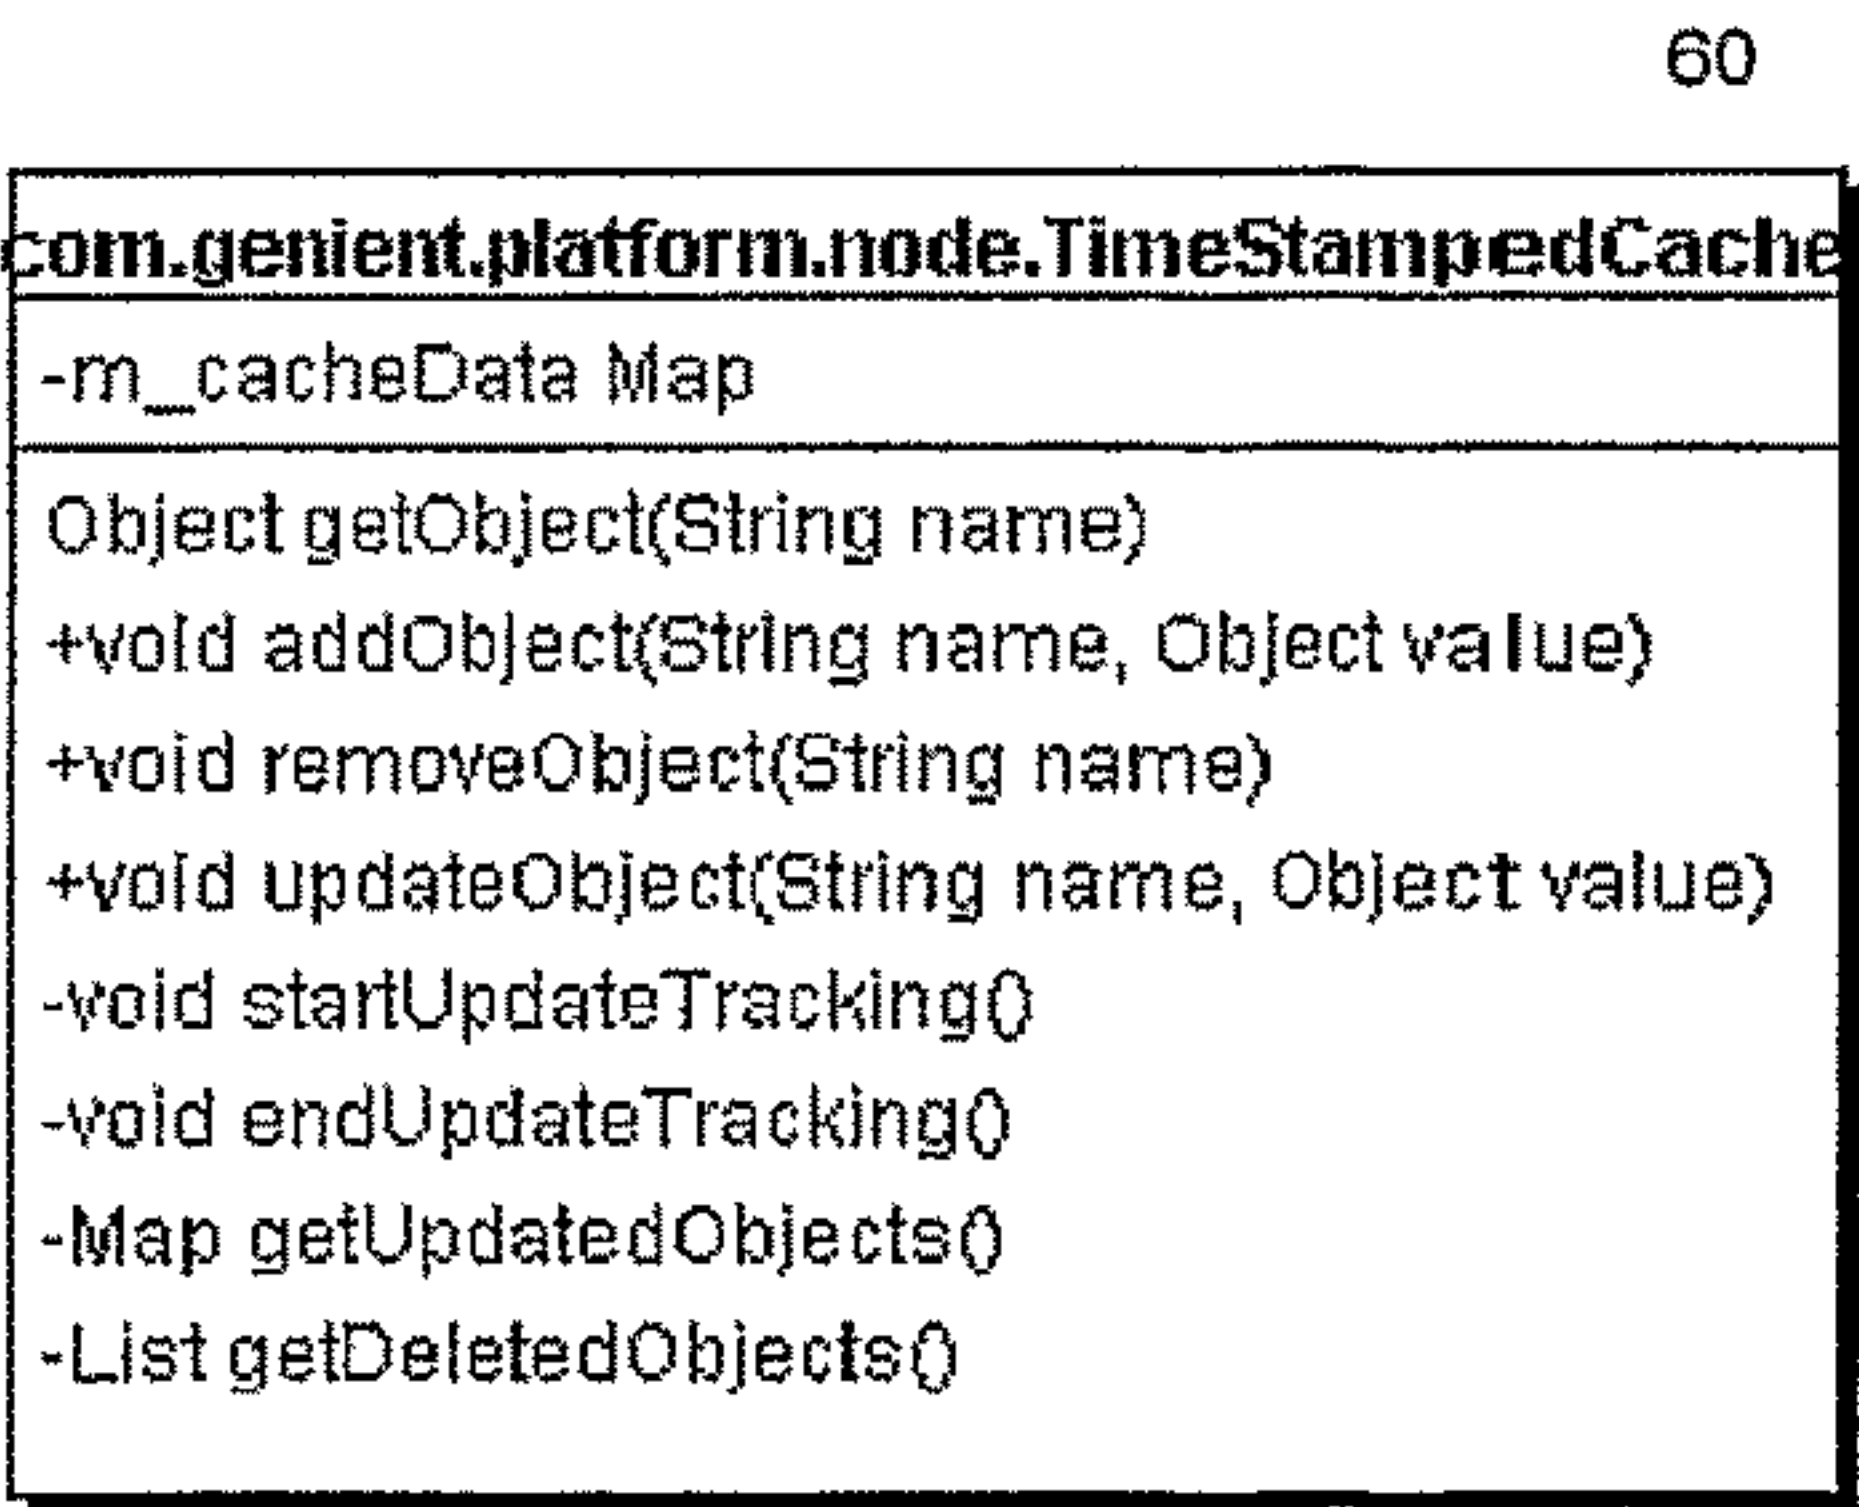 60
com.genient.platform.node.TimeStampedCache
-m_cacheData Map
Object getObject(String name)
+void addObject(String name, Object value)
+void removeObject(String name)
+void updateObject(String name, Object value)
-void startUpdateTracking()
-void endUpdateTracking()
-Map getUpdatedObjects()
-List getDeletedObjects()